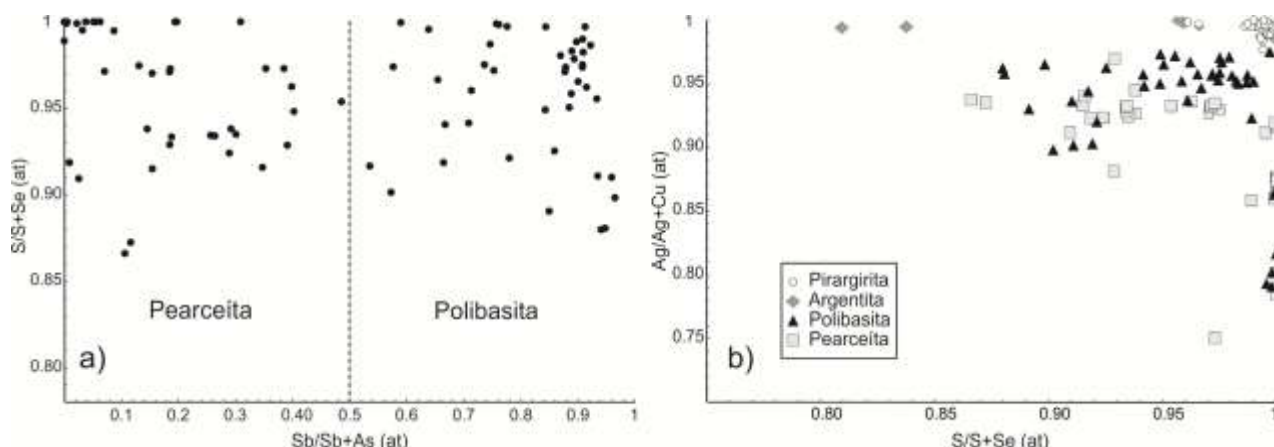 1
0.95
0.90
0.85
0.80
S/S+Se (at)
Pearceíta
Polibasita
a)
0.1
0.2
0.3
0.4
0.5
0.6
0.7
0.8
0.9
1
Sb/Sb+As (at)
1
0.95
0.90
0.85
0.80
0.75
Ag/Ag+Cu (at)
Pirargirita
Argentita
Polibasita
Pearceíta
b)
0.80
0.85
0.90
0.95
1
S/S+Se (at)